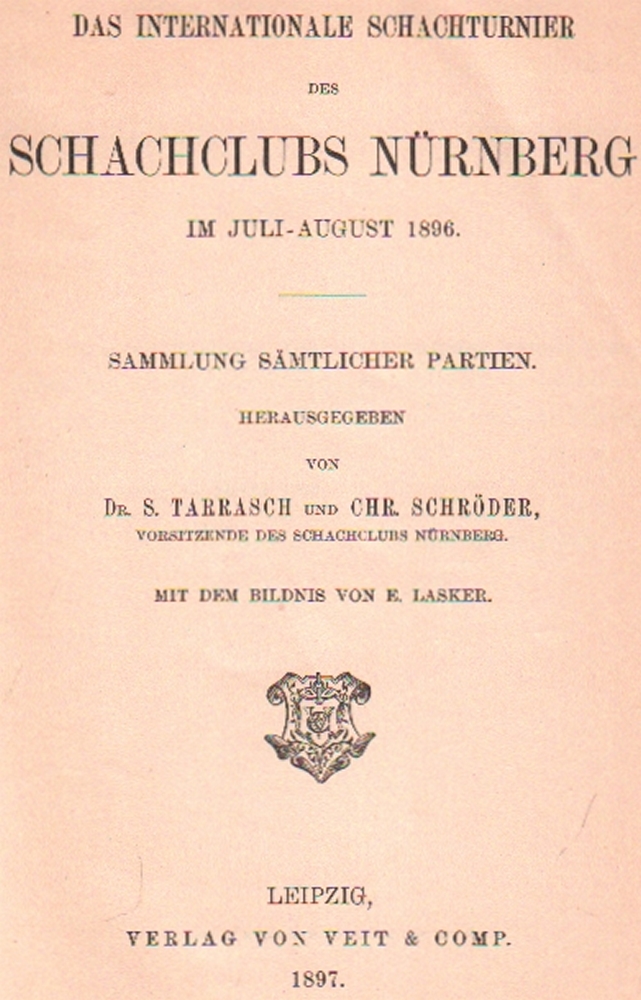 DAS INTERNATIONALE SCHACHTURNIER
DES
SCHACHCLUBS NÜRNBERG
IM JULI-AUGUST 1896.
SAMMLUNG SÄMTLICHER PARTIEN.
HERAUSGEGEBEN
VON
DR. S. TARRASCH UND CHR. SCHRÖDER,
VORSITZENDE DES SCHACHCLUBS NÜRNBERG.
MIT DEM BILDNIS VON E. LASKER.
LEIPZIG,
VERLAG VON VEIT & COMP.
1897.